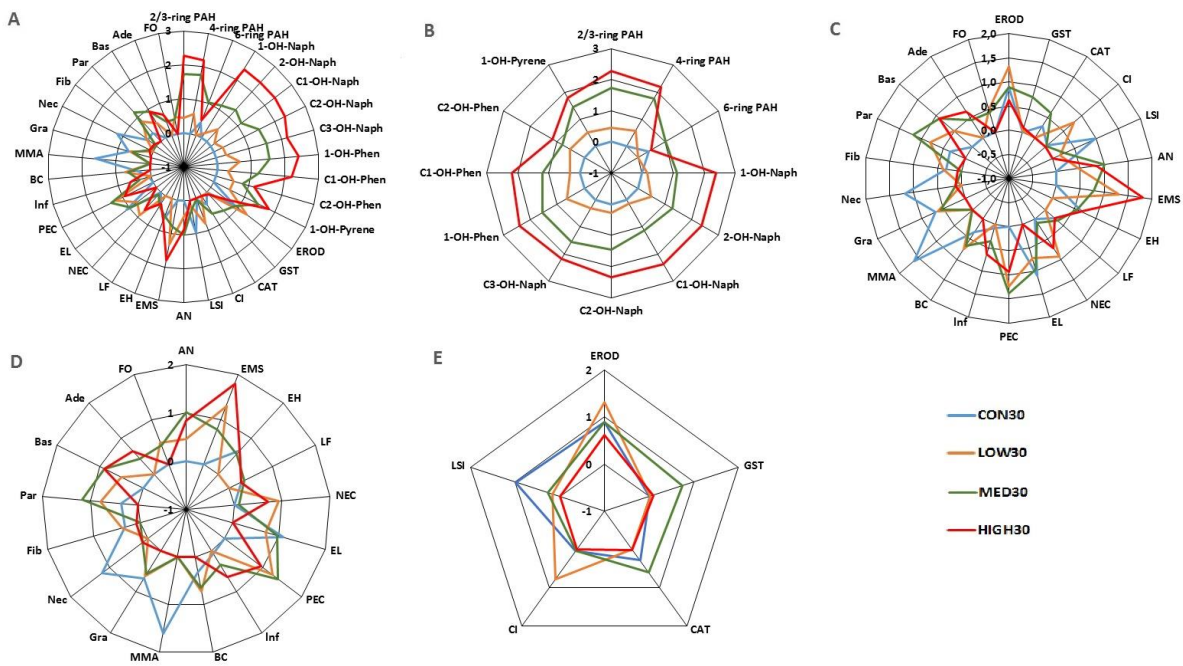 A
2/3-ring PAH
4-ring PAH
6-ring PAH
1-OH-Naph
2-OH-Naph
C1-OH-Naph
C2-OH-Naph
C3-OH-Naph
1-OH-Phen
C1-OH-Phen
C2-OH-Phen
1-OH-Pyrene
EROD
GST
CAT
CI
LSI
AN
EMS
EH
LF
NEC
EL
PEC
Inf
BC
MMA
Gra
Nec
Fib
Par
Bas
Ade
FO
3
2
1
0
-1
B
2/3-ring PAH
4-ring PAH
6-ring PAH
1-OH-Naph
2-OH-Naph
C1-OH-Naph
C2-OH-Naph
C3-OH-Naph
1-OH-Phen
C1-OH-Phen
C2-OH-Phen
1-OH-Pyrene
3
2
1
0
-1
C
EROD
GST
CAT
CI
LSI
AN
EMS
EH
LF
NEC
EL
PEC
Inf
BC
MMA
Gra
Nec
Fib
Par
Bas
Ade
FO
2,0
1,5
1,0
0,5
0,0
-0,5
-1,0
D
AN
EMS
EH
LF
NEC
EL
PEC
Inf
BC
MMA
Gra
Nec
Fib
Par
Bas
Ade
FO
2
1
0
-1
E
EROD
GST
CAT
CI
LSI
2
1
0
-1
CON30
LOW30
MED30
HIGH30